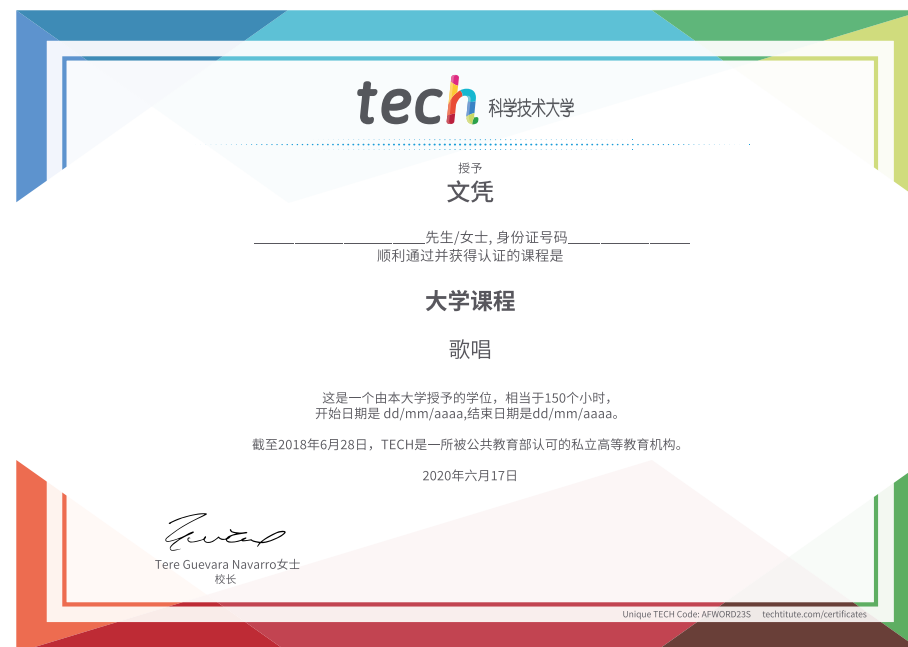 tech 科学技术大学
授予
文凭
________________________先生/女士, 身份证号码________________
顺利通过并获得认证的课程是
大学课程
歌唱
这是一个由本大学授予的学位，相当于150个小时，
开始日期是 dd/mm/aaaa,结束日期是dd/mm/aaaa。
截至2018年6月28日，TECH是一所被公共教育部认可的私立高等教育机构。
2020年六月17日
Tere Guevara Navarro女士
校长
Unique TECH Code: AFWORD23S techtitute.com/certificates